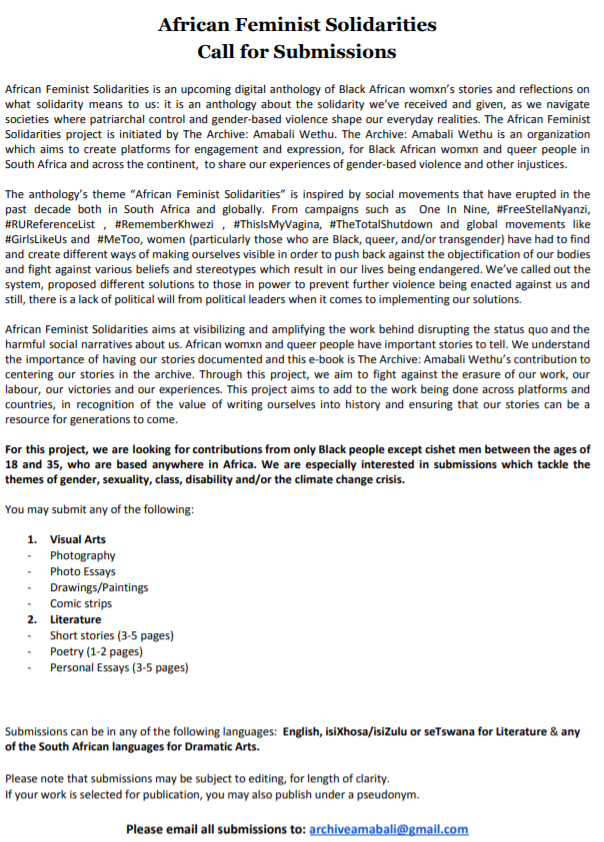 African Feminist Solidarities
Call for Submissions
African Feminist Solidarities is an upcoming digital anthology of Black African womxn's stories and reflections on
what solidarity means to us: it is an anthology about the solidarity we've received and given, as we navigate
societies where patriarchal control and gender-based violence shape our everyday realities. The African Feminist
Solidarities project is initiated by The Archive: Amabali Wethu. The Archive: Amabali Wethu is an organization
which aims to create platforms for engagement and expression, for Black African womxn and queer people in
South Africa and across the continent, to share our experiences of gender-based violence and other injustices.
The anthology's theme “African Feminist Solidarities” is inspired by social movements that have erupted in the
past decade both in South Africa and globally. From campaigns such as One In Nine, #FreeStellaNyanzi,
#RUReferenceList , #RememberKhwezi , #ThisIsMyVagina, #TheTotalShutdown and global movements like
#GirlsLikeUs and #MeToo, women (particularly those who are Black, queer, and/or transgender) have had to find
and create different ways of making ourselves visible in order to push back against the objectification of our bodies
and fight against various beliefs and stereotypes which result in our lives being endangered. We've called out the
system, proposed different solutions to those in power to prevent further violence being enacted against us and
still, there is a lack of political will from political leaders when it comes to implementing our solutions.
African Feminist Solidarities aims at visibilizing and amplifying the work behind disrupting the status quo and the
harmful social narratives about us. African womxn and queer people have important stories to tell. We understand
the importance of having our stories documented and this e-book is The Archive: Amabali Wethu's contribution to
centering our stories in the archive. Through this project, we aim to fight against the erasure of our work, our
labour, our victories and our experiences. This project aims to add to the work being done across platforms and
countries, in recognition of the value of writing ourselves into history and ensuring that our stories can be a
resource for generations to come.
For this project, we are looking for contributions from only Black people except cishet men between the ages of
18 and 35, who are based anywhere in Africa. We are especially interested in submissions which tackle the
themes of gender, sexuality, class, disability and/or the climate change crisis.
You may submit any of the following:
1. Visual Arts
- Photography
- Photo Essays
- Drawings/Paintings
- Comic strips
2. Literature
- Short stories (3-5 pages)
- Poetry (1-2 pages)
- Personal Essays (3-5 pages)
Submissions can be in any of the following languages: English, isiXhosa/isiZulu or seTswana for Literature & any
of the South African languages for Dramatic Arts.
Please note that submissions may be subject to editing, for length of clarity.
If your work is selected for publication, you may also publish under a pseudonym.
Please email all submissions to: archiveamabali@gmail.com